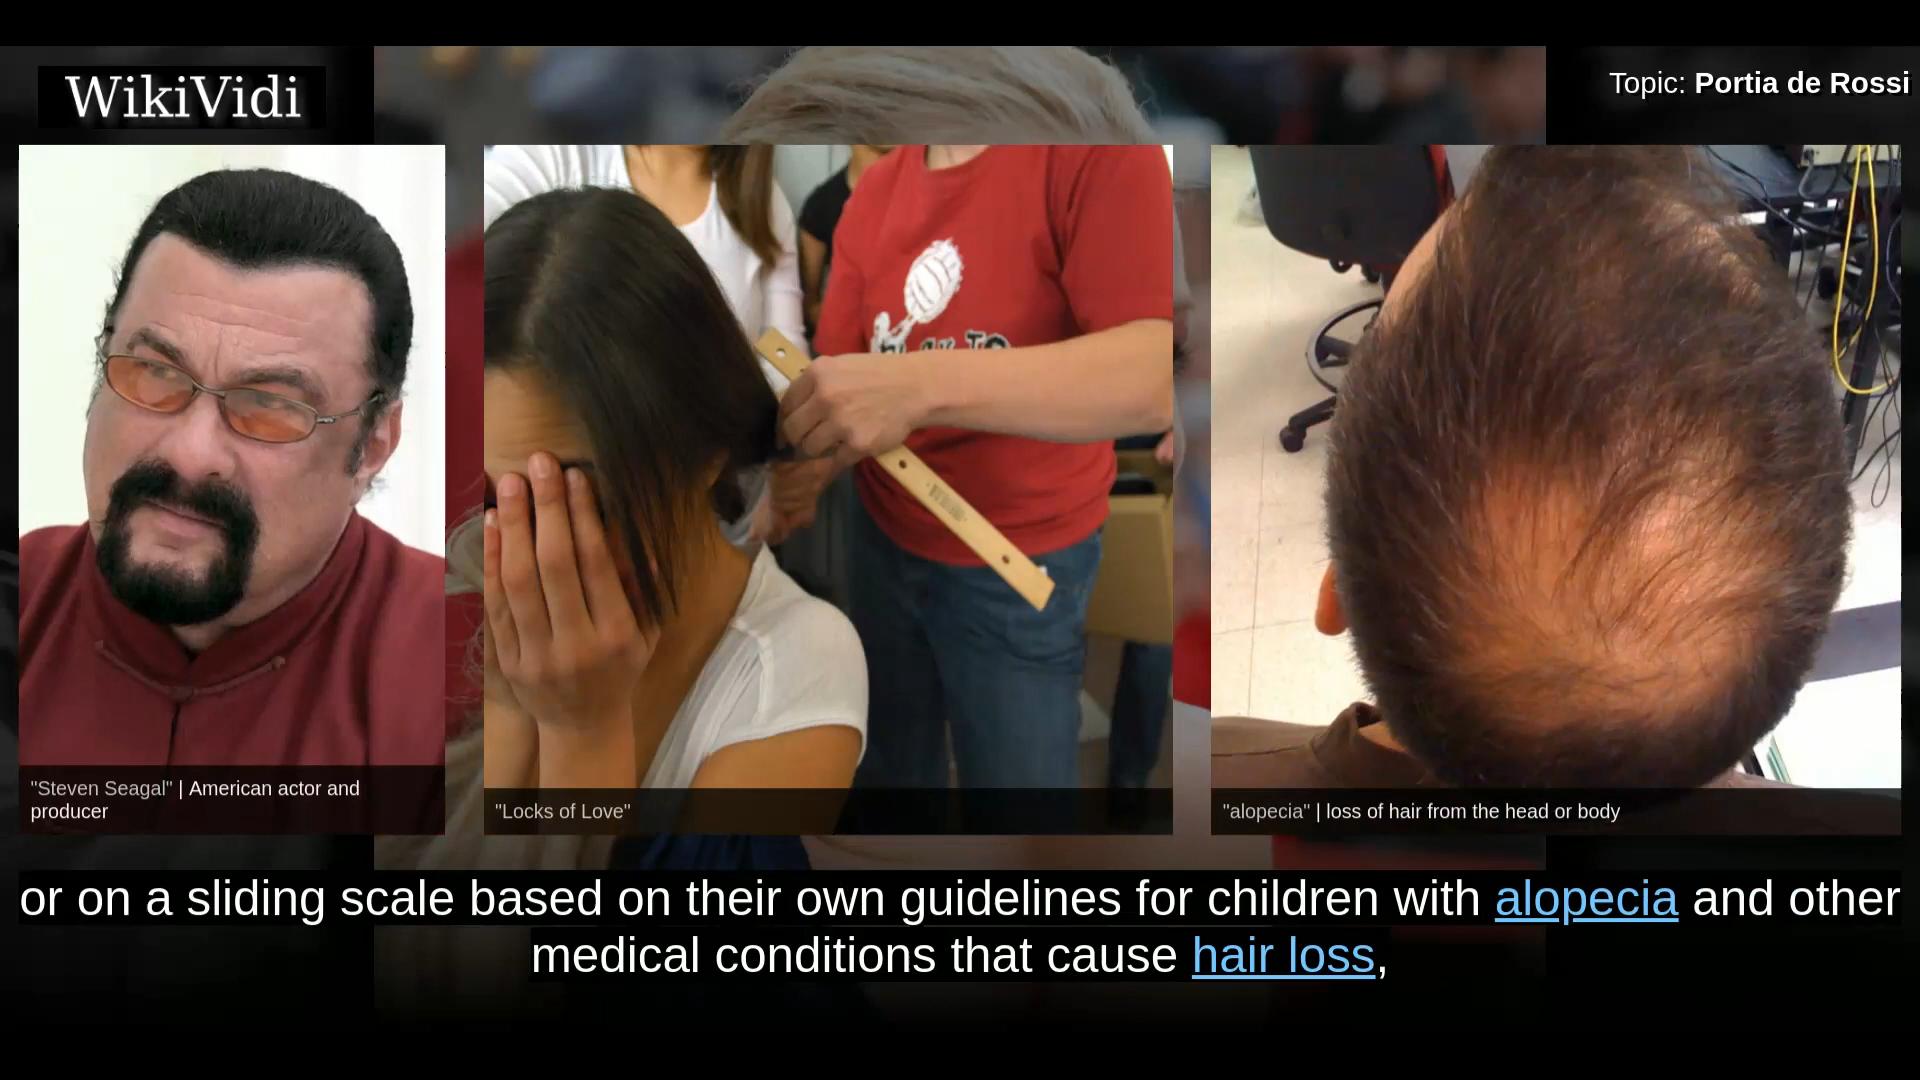 WikiVidi
Topic: Portia de Rossi
"Steven Seagal" | American actor and
producer
"Locks of Love"
"alopecia" | loss of hair from the head or body
or on a sliding scale based on their own guidelines for children with alopecia and other
medical conditions that cause hair loss,